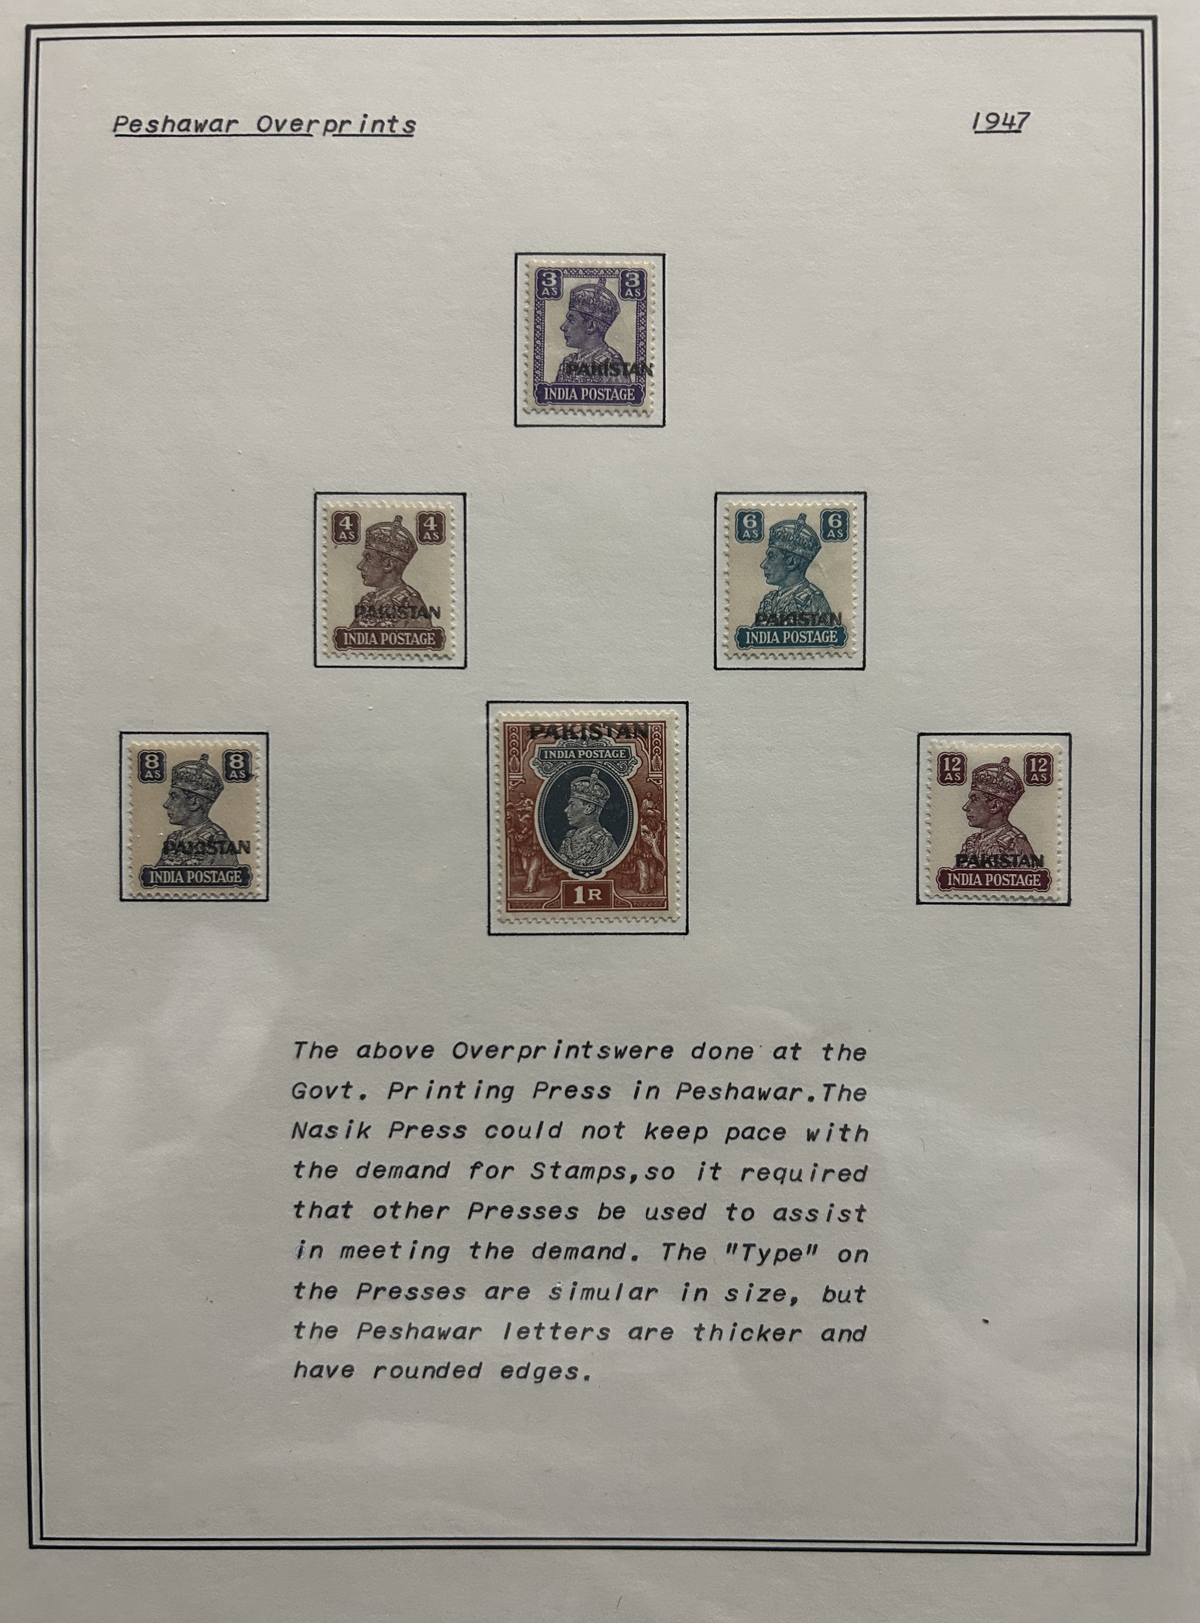 Peshawar Overprints
1947
3 AS 3 AS
PAKISTAN
INDIA POSTAGE
4 AS 4 AS
PAKISTAN
INDIA POSTAGE
6 AS 6 AS
PAKISTAN
INDIA POSTAGE
8 AS 8 AS
PAKISTAN
INDIA POSTAGE
PAKISTAN
INDIA POSTAGE
1R
12 AS 12 AS
PAKISTAN
INDIA POSTAGE
The above Overprintswere done at the
Govt. Printing Press in Peshawar.The
Nasik Press could not keep pace with
the demand for Stamps,so it required
that other Presses be used to assist
in meeting the demand. The "Type" on
the Presses are simular in size, but
the Peshawar letters are thicker and
have rounded edges.